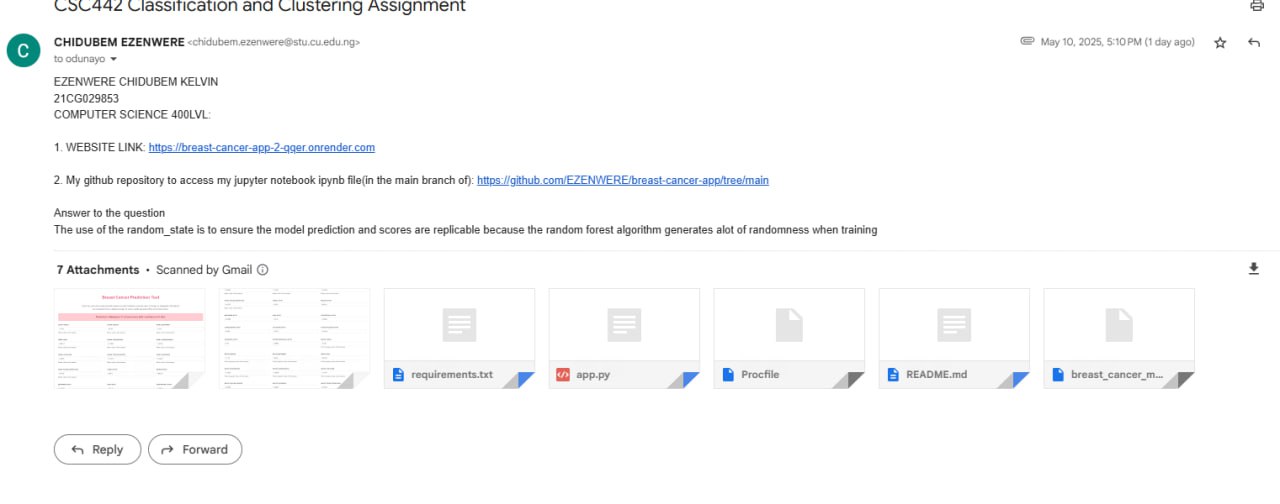 CSC442 Classification and Clustering Assignment
C
CHIDUBEM EZENWERE <chidubem.ezenwere@stu.cu.edu.ng>
May 10, 2025, 5:10 PM (1 day ago)
to odunayo
EZENWERE CHIDUBEM KELVIN
21CG029853
COMPUTER SCIENCE 400LVL:
1. WEBSITE LINK: https://breast-cancer-app-2-qqer.onrender.com
2. My github repository to access my jupyter notebook ipynb file(in the main branch of): https://github.com/EZENWERE/breast-cancer-app/tree/main
Answer to the question
The use of the random_state is to ensure the model prediction and scores are replicable because the random forest algorithm generates alot of randomness when training
7 Attachments • Scanned by Gmail
Breast Cancer Prediction Tool
requirements.txt
app.py
Procfile
README.md
breast_cancer_m...
Reply
Forward